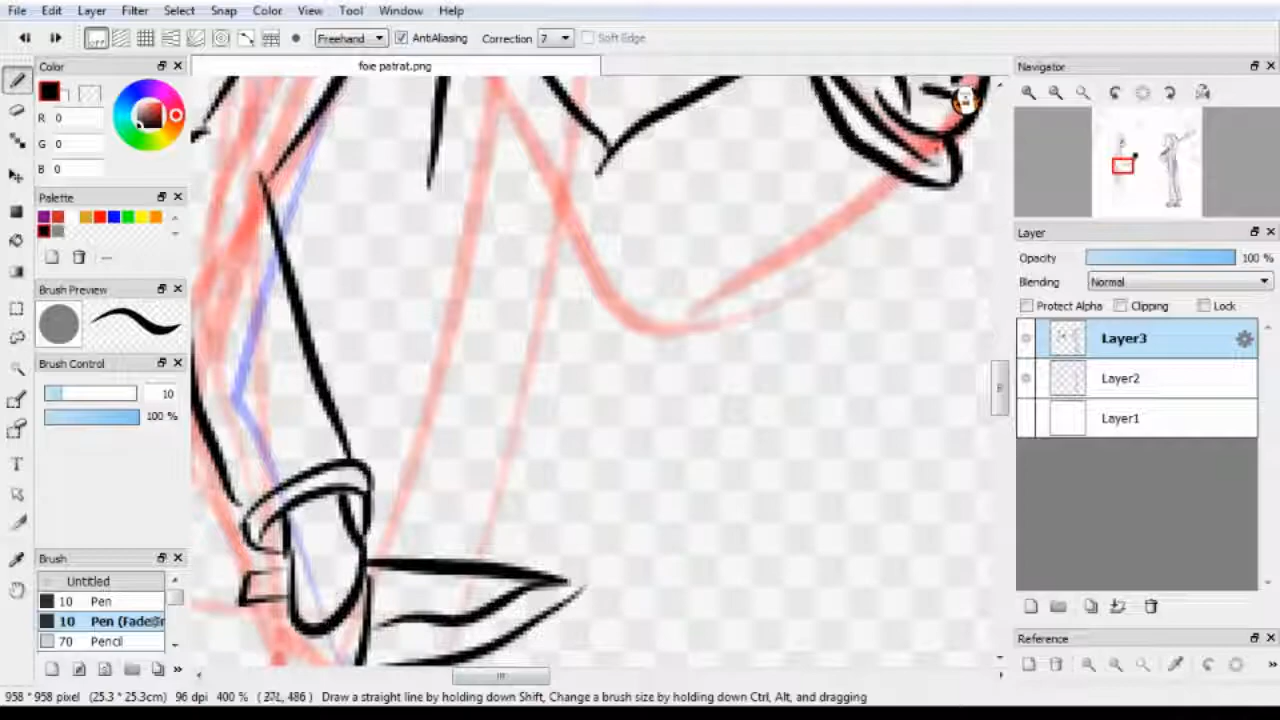 File Edit Layer Filter Select Snap Color View Tool Window Help
Freehand AntiAliasing Correction 7 Soft Edge
Color
foie patrat.png
Navigator
R 0
G 0
B 0
Palette
Layer
Opacity 100 %
Blending Normal
Protect Alpha Clipping Lock
Brush Preview
Layer3
Brush Control
Layer2
10
100 %
Layer1
T
Brush
Untitled
10 Pen
10 Pen (Fade
70 Pencil
Reference
958 * 958 pixel (25.3 * 25.3cm) 96 dpi 400 % ( 271, 486 ) Draw a straight line by holding down Shift, Change a brush size by holding down Ctrl, Alt, and dragging